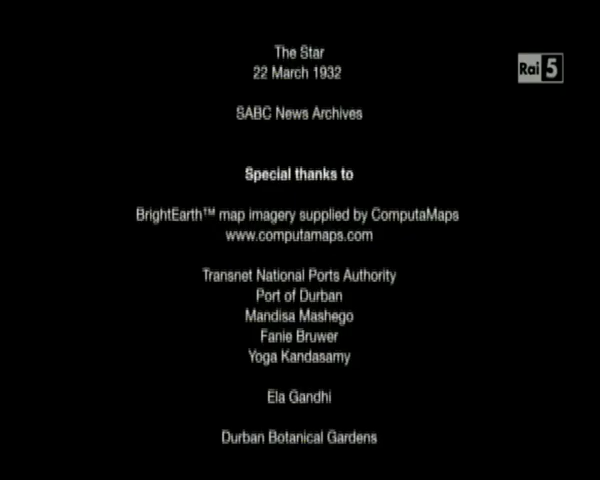 The Star
22 March 1932
Rai 5
SABC News Archives
Special thanks to
BrightEarth™ map imagery supplied by ComputaMaps
www.computamaps.com
Transnet National Ports Authority
Port of Durban
Mandisa Mashego
Fanie Bruwer
Yoga Kandasamy
Ela Gandhi
Durban Botanical Gardens